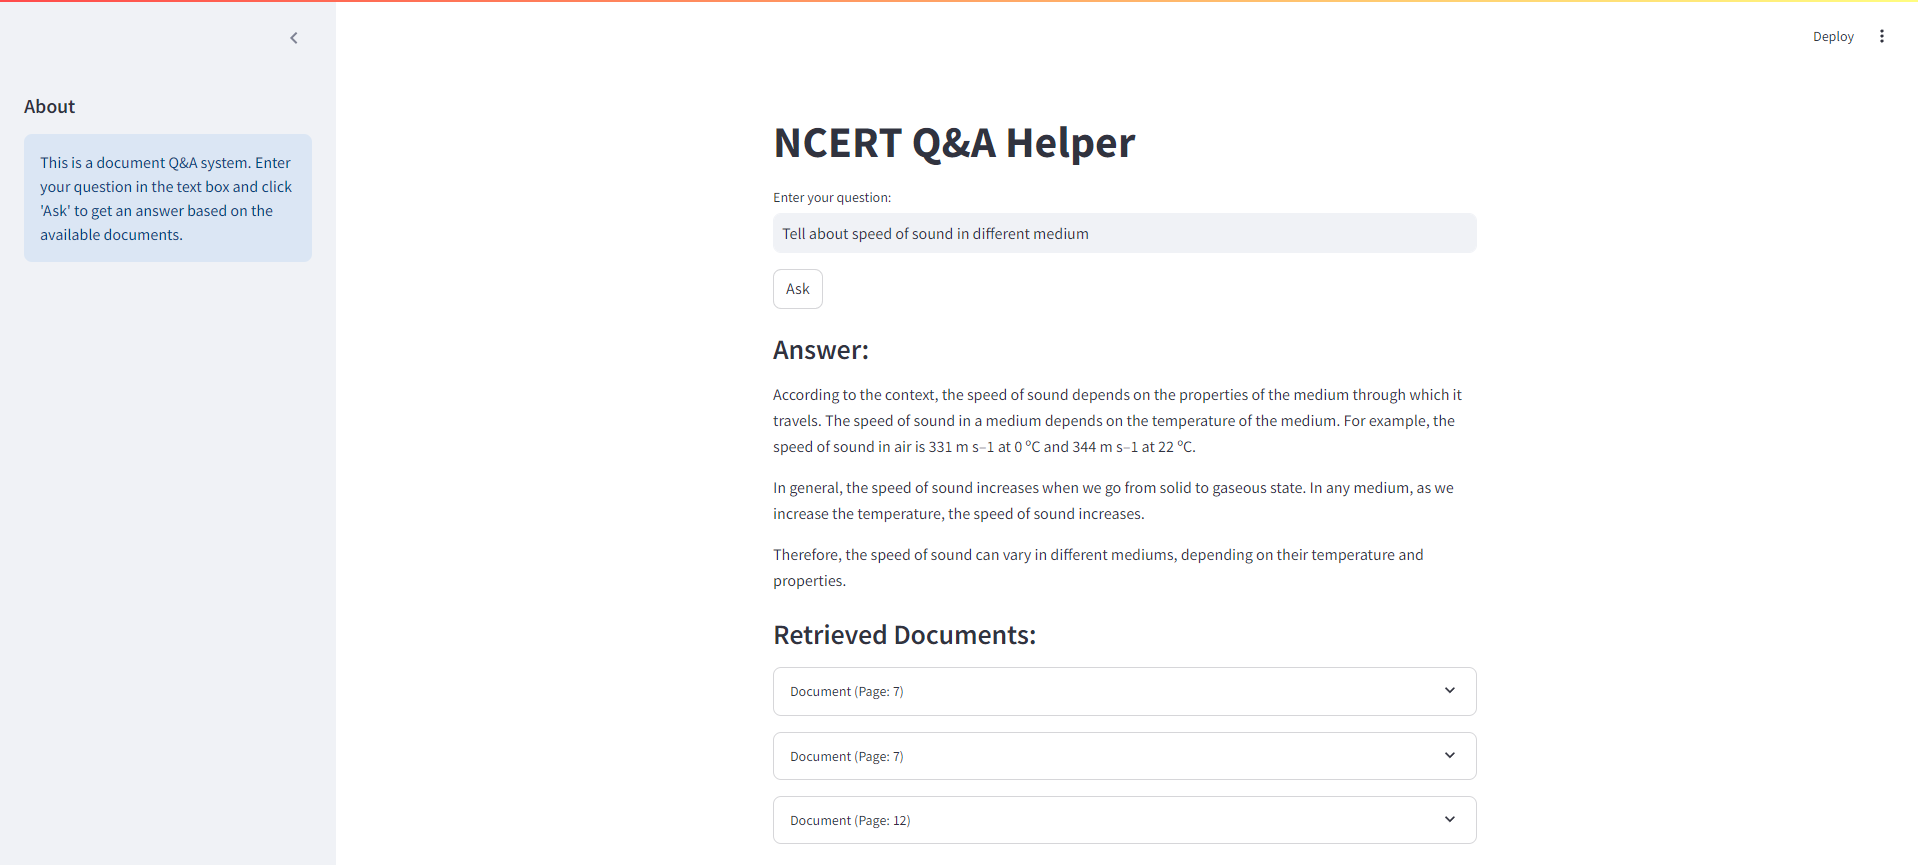 Deploy
About
This is a document Q&A system. Enter
your question in the text box and click
'Ask' to get an answer based on the
available documents.
NCERT Q&A Helper
Enter your question:
Tell about speed of sound in different medium
Ask
Answer:
According to the context, the speed of sound depends on the properties of the medium through which it
travels. The speed of sound in a medium depends on the temperature of the medium. For example, the
speed of sound in air is 331 m s–1 at 0 ºC and 344 m s–1 at 22 ºC.
In general, the speed of sound increases when we go from solid to gaseous state. In any medium, as we
increase the temperature, the speed of sound increases.
Therefore, the speed of sound can vary in different mediums, depending on their temperature and
properties.
Retrieved Documents:
Document (Page: 7)
Document (Page: 7)
Document (Page: 12)